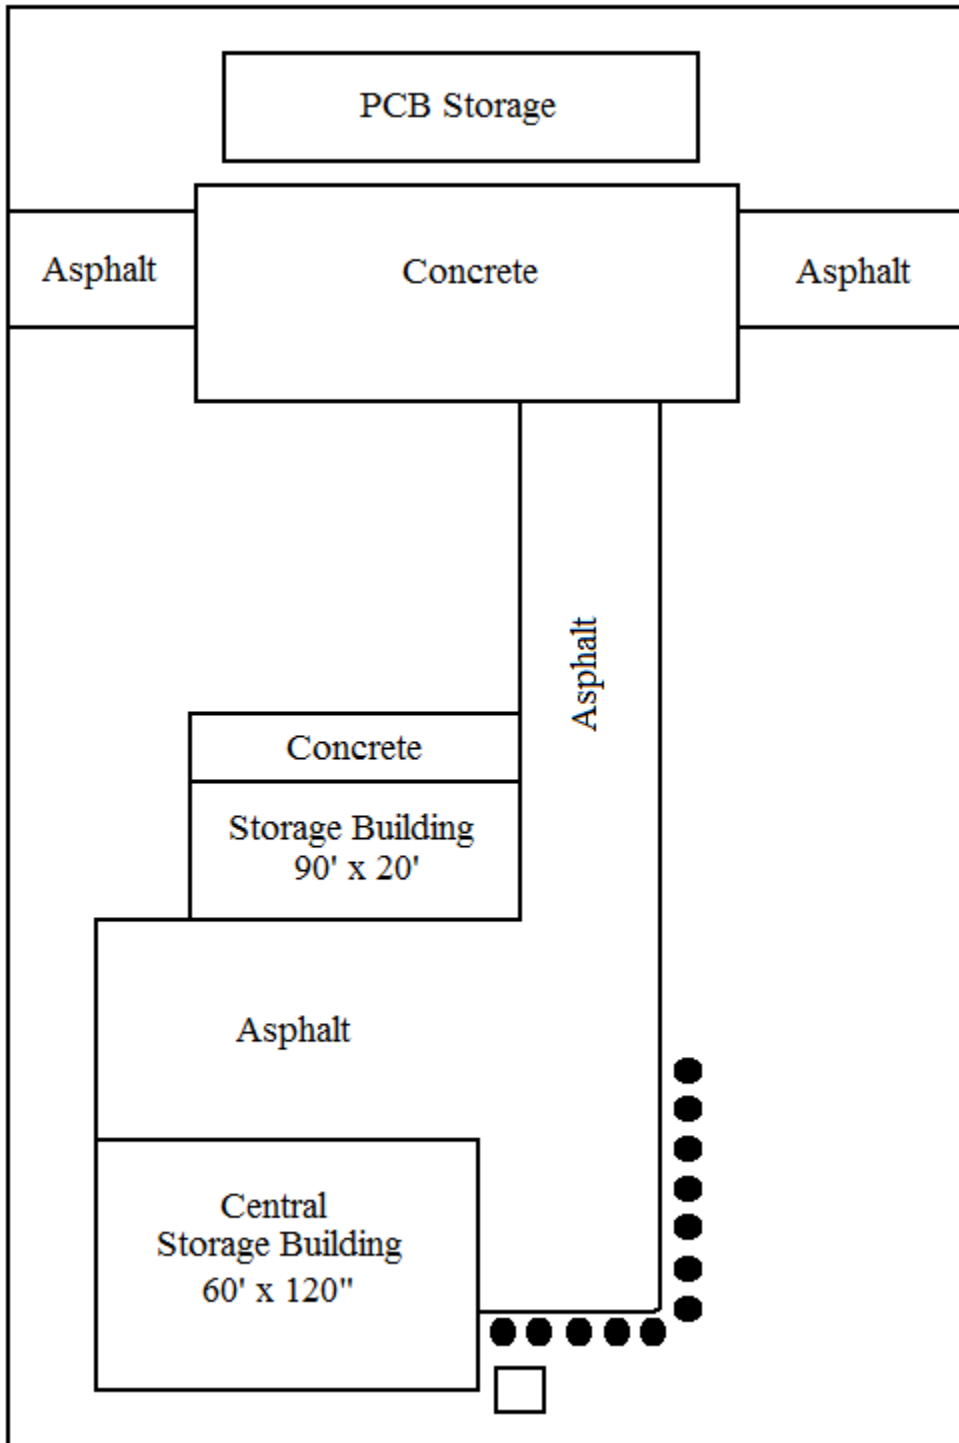 PCB Storage
Asphalt
Concrete
Asphalt
Asphalt
Concrete
Storage Building
90' x 20'
Asphalt
Central
Storage Building
60' x 120"